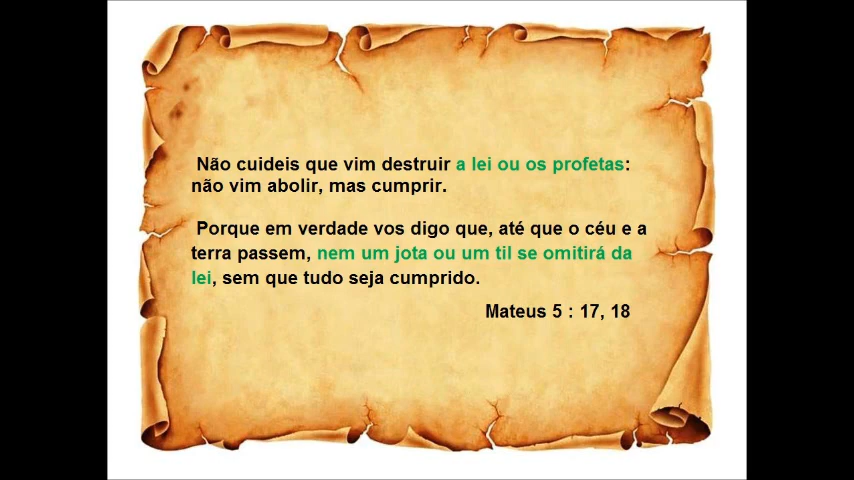 Não cuideis que vim destruir a lei ou os profetas:
não vim abolir, mas cumprir.
Porque em verdade vos digo que, até que o céu e a
terra passem, nem um jota ou um til se omitirá da
lei, sem que tudo seja cumprido.
Mateus 5 : 17, 18